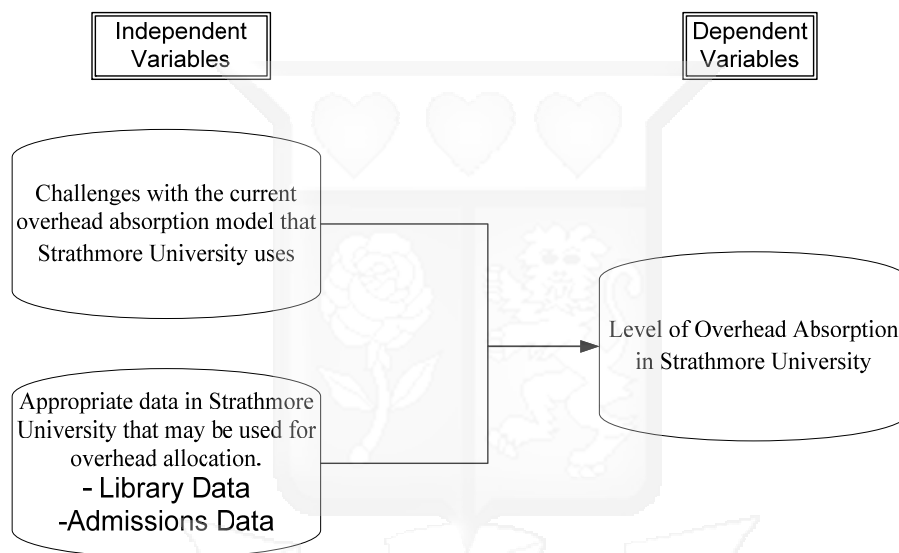 Independent
Variables
Dependent
Variables
Challenges with the current
overhead absorption model that
Strathmore University uses
Appropriate data in Strathmore
University that may be used for
overhead allocation.
- Library Data
-Admissions Data
Level of Overhead Absorption
in Strathmore University